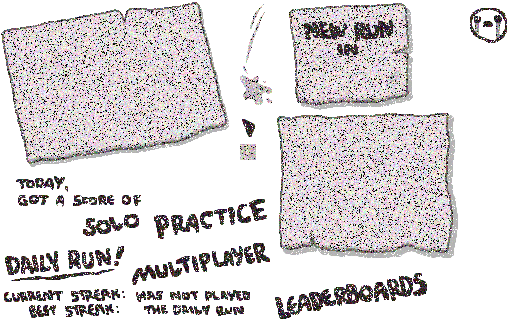 NEW RUN
IN
TODAY,
GOT A SCORE OF
SOLO PRACTICE
DAILY RUN!
MULTIPLAYER
CURRENT STREAK: HAS NOT PLAYED
BEST STREAK: THE DAILY RUN
LEADERBOARDS